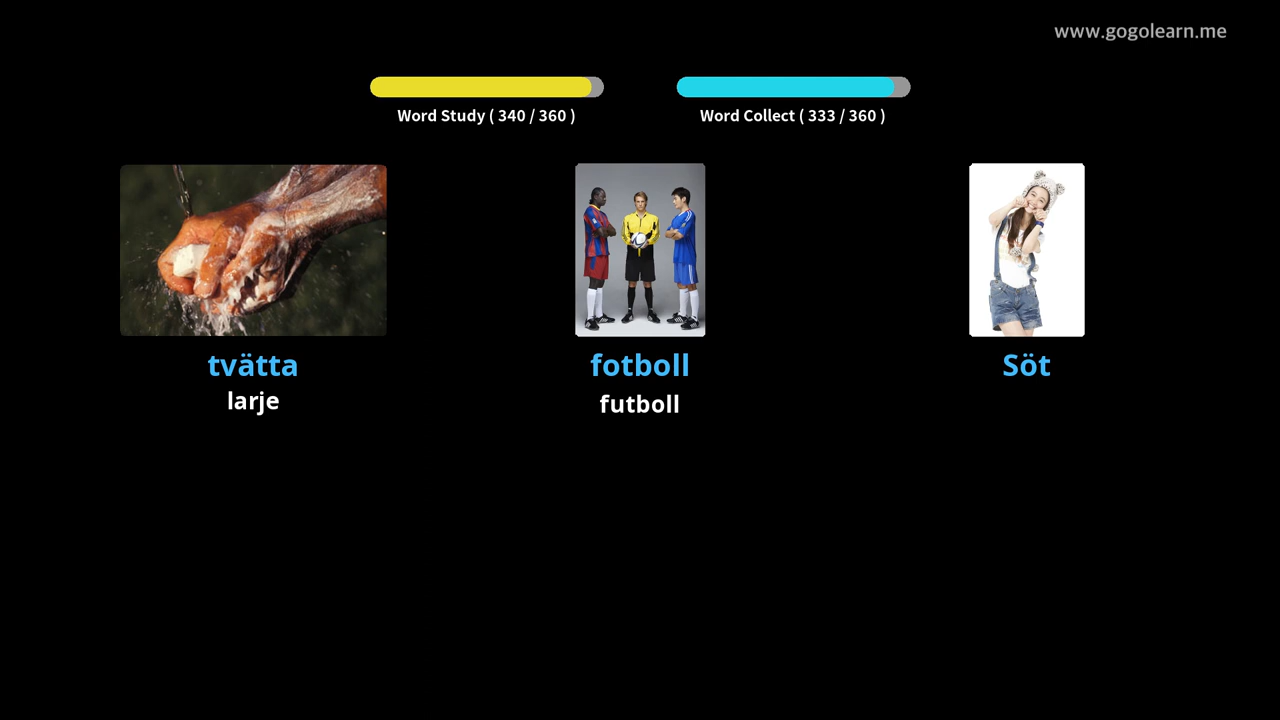 www.gogolearn.me
Word Study ( 340 / 360 )
Word Collect ( 333 / 360 )
tvätta
larje
fotboll
futboll
Söt